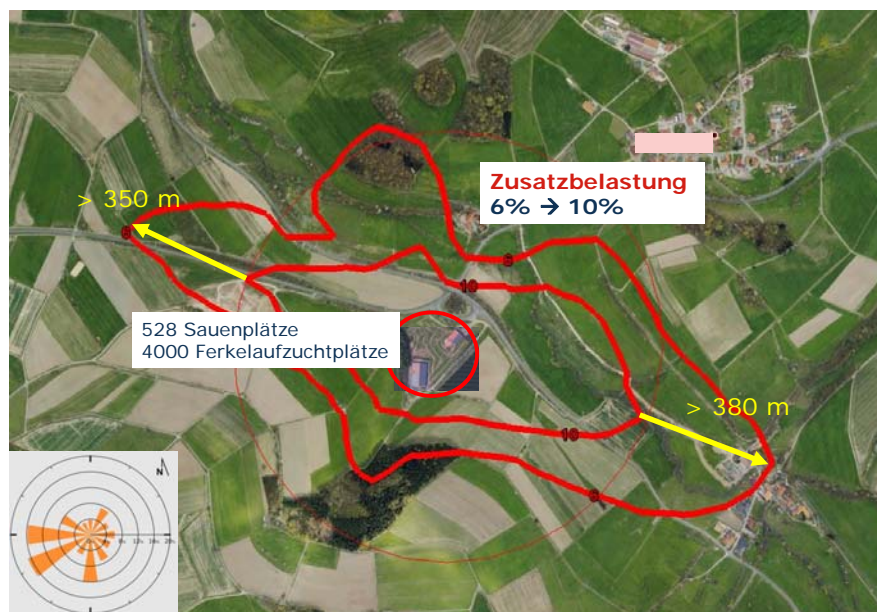 Zusatzbelastung
6% → 10%
> 350 m
6
6
10
528 Sauenplätze
4000 Ferkelaufzuchtplätze
> 380 m
10
6
N